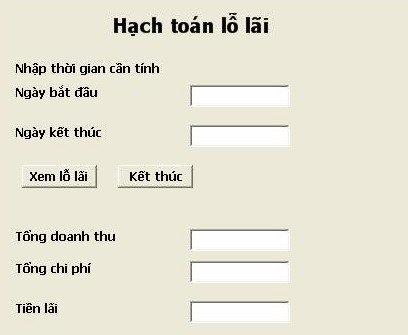 Hạch toán lỗ lãi
Nhập thời gian cần tính
Ngày bắt đầu
Ngày kết thúc
Xem lỗ lãi Kết thúc
Tổng doanh thu
Tổng chi phí
Tiền lãi